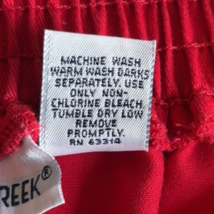 MACHINE WASH
WARM WASH DARKS
SEPARATELY. USE
ONLY NON-
CHLORINE BLEACH.
TUMBLE DRY LOW
REMOVE
PROMPTLY.
RN 63314
REEK®